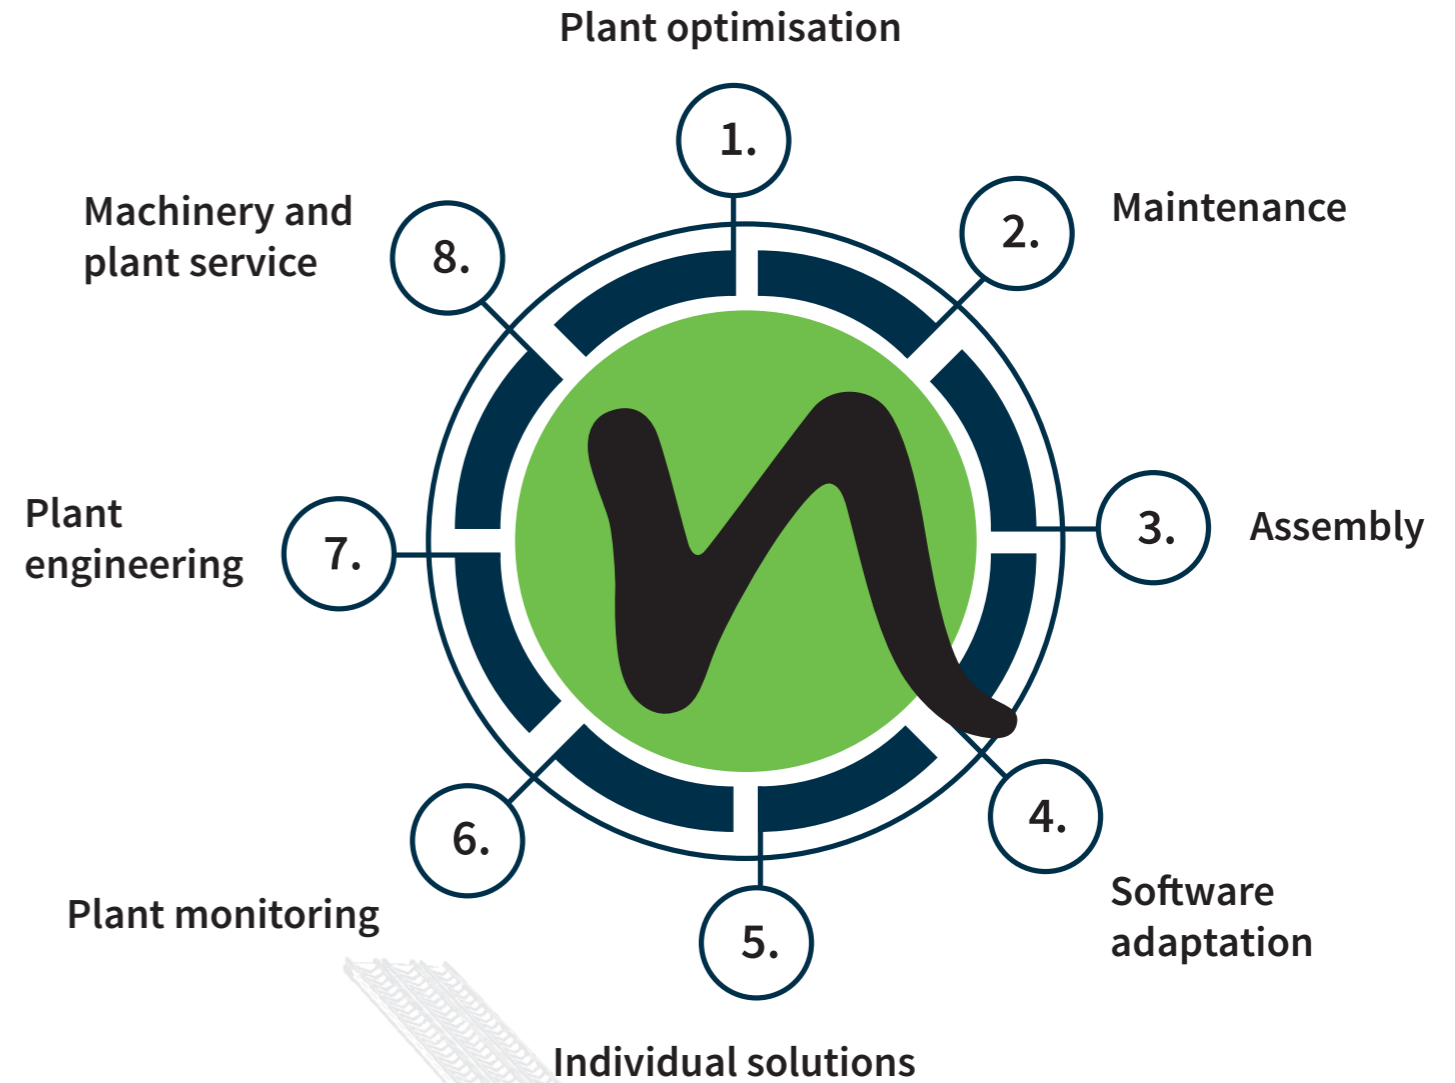 Plant optimisation
1.
2.
Maintenance
3.
Assembly
4.
Software
adaptation
5.
Individual solutions
6.
Plant monitoring
7.
Plant
engineering
8.
Machinery and
plant service
n